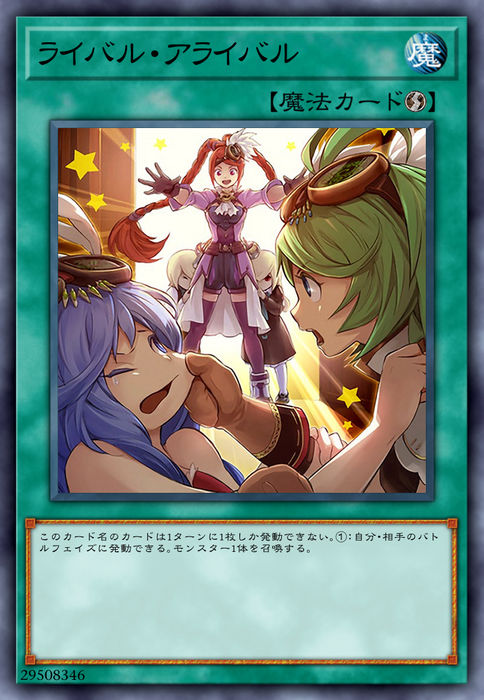 ライバル・アライバル
魔
【魔法カード】
このカード名のカードは1ターンに1枚しか発動できない。①：自分・相手のバト
ルフェイズに発動できる。モンスター1体を召喚する。
29508346